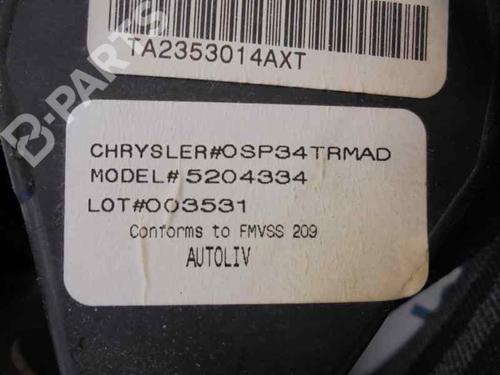 B-PARTS
TA2353014AXT
CHRYSLER#0SP34TRMAD
MODEL# 5204334
LOT#003531
Conforms to FMVSS 209
AUTOLIV